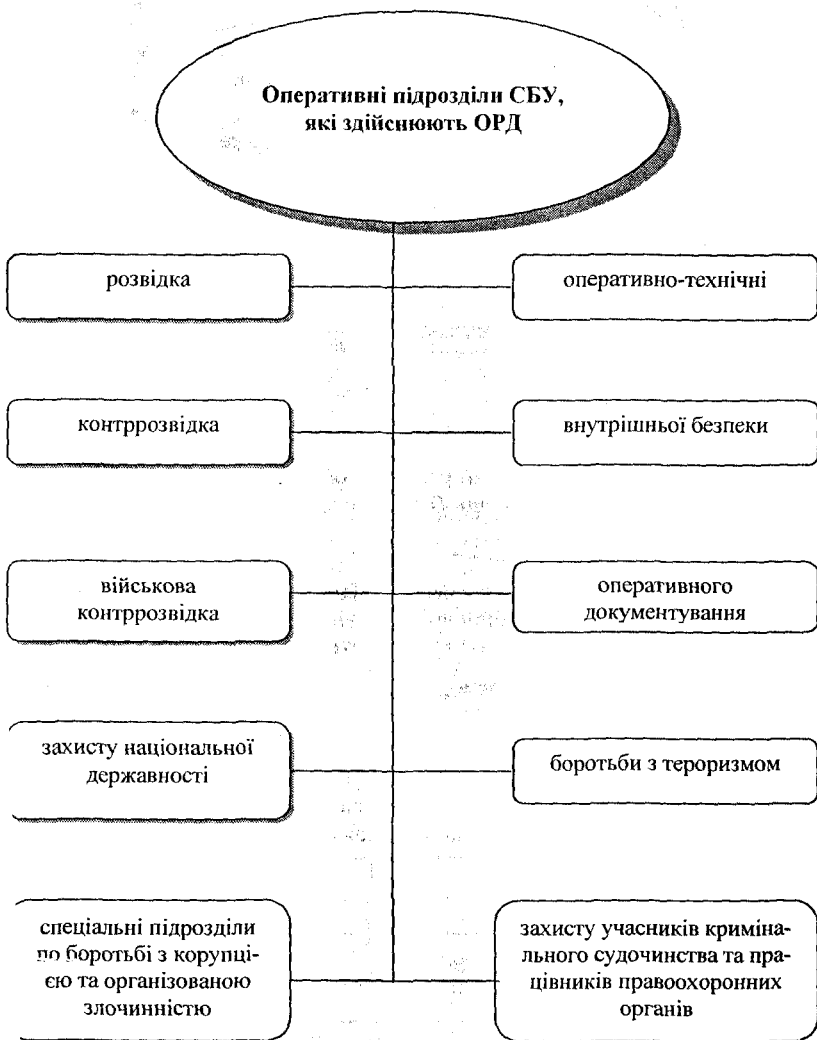 Оперативні підрозділи СБУ,
які здійснюють ОРД
розвідка
оперативно-технічні
контррозвідка
внутрішньої безпеки
військова
контррозвідка
оперативного
документування
захисту національної
державності
боротьби з тероризмом
спеціальні підрозділи
по боротьбі з корупці-
єю та організованою
злочинністю
захисту учасників криміна-
льного судочинства та пра-
цівників правоохоронних
органів